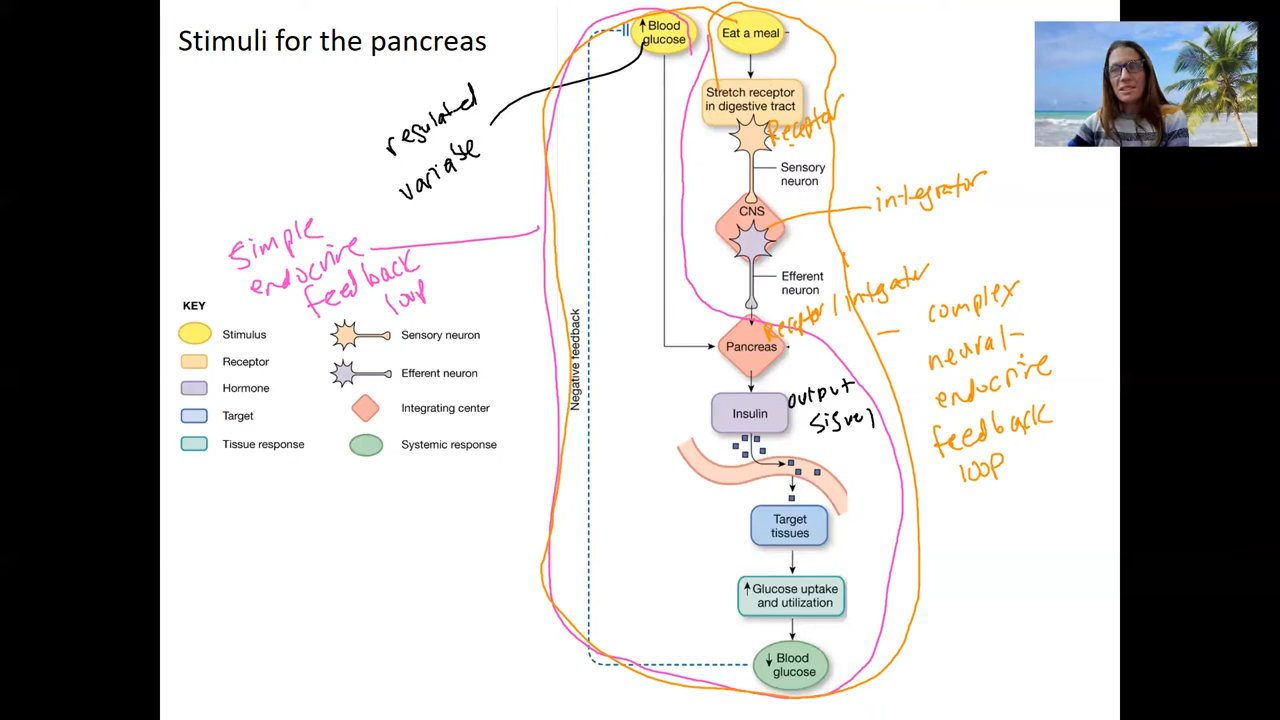 Stimuli for the pancreas
↑ Blood
glucose
Eat a meal
Stretch receptor
in digestive tract
Receptor
regulated
variable
Sensory
neuron
CNS
integrator
simple
endocrine
feedback
loop
Efferent
neuron
Receptor / integrator
Pancreas
complex
neural-
endocrine
feedback
loop
KEY
Stimulus
Receptor
Hormone
Target
Tissue response
Sensory neuron
Efferent neuron
Integrating center
Systemic response
Negative feedback
Insulin
output
signal
Target
tissues
↑ Glucose uptake
and utilization
↓ Blood
glucose